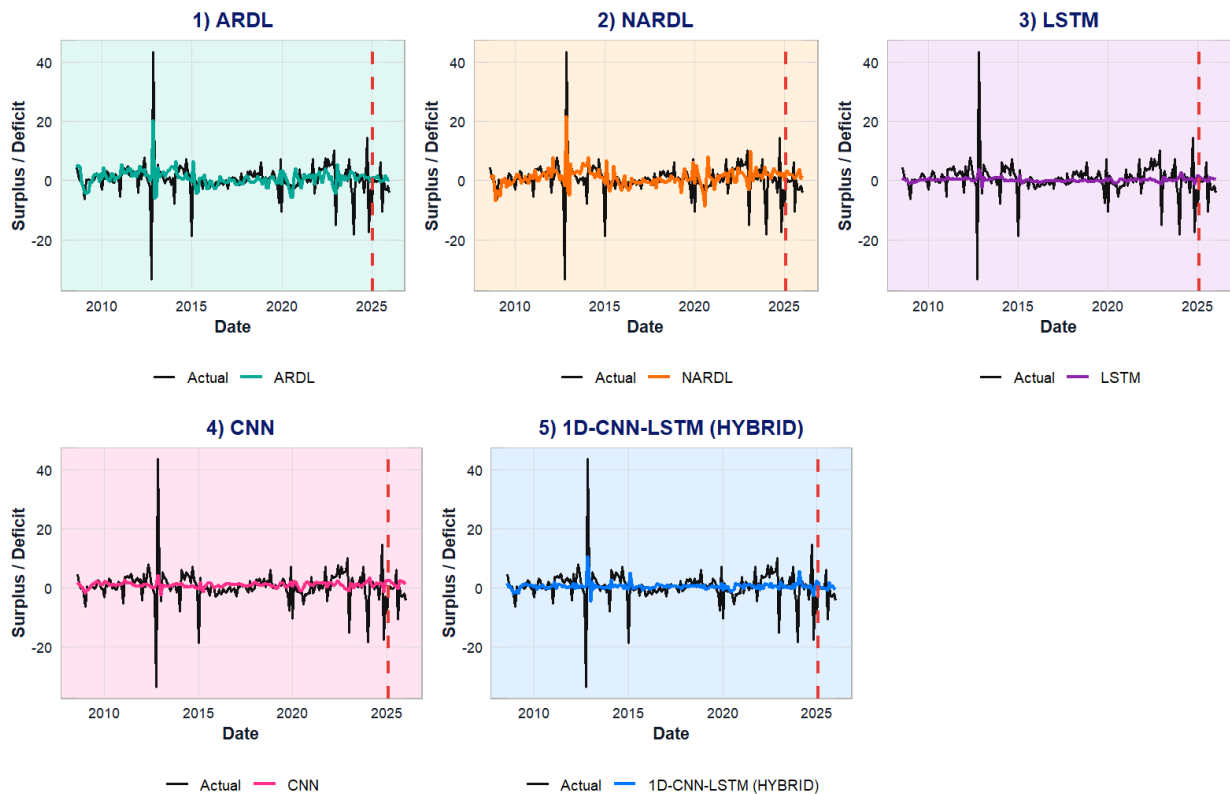 1) ARDL
Surplus / Deficit
40
20
0
-20
2010
2015
2020
2025
Date
Actual
ARDL
2) NARDL
Surplus / Deficit
40
20
0
-20
2010
2015
2020
2025
Date
Actual
NARDL
3) LSTM
Surplus / Deficit
40
20
0
-20
2010
2015
2020
2025
Date
Actual
LSTM
4) CNN
Surplus / Deficit
40
20
0
-20
2010
2015
2020
2025
Date
Actual
CNN
5) 1D-CNN-LSTM (HYBRID)
Surplus / Deficit
40
20
0
-20
2010
2015
2020
2025
Date
Actual
1D-CNN-LSTM (HYBRID)